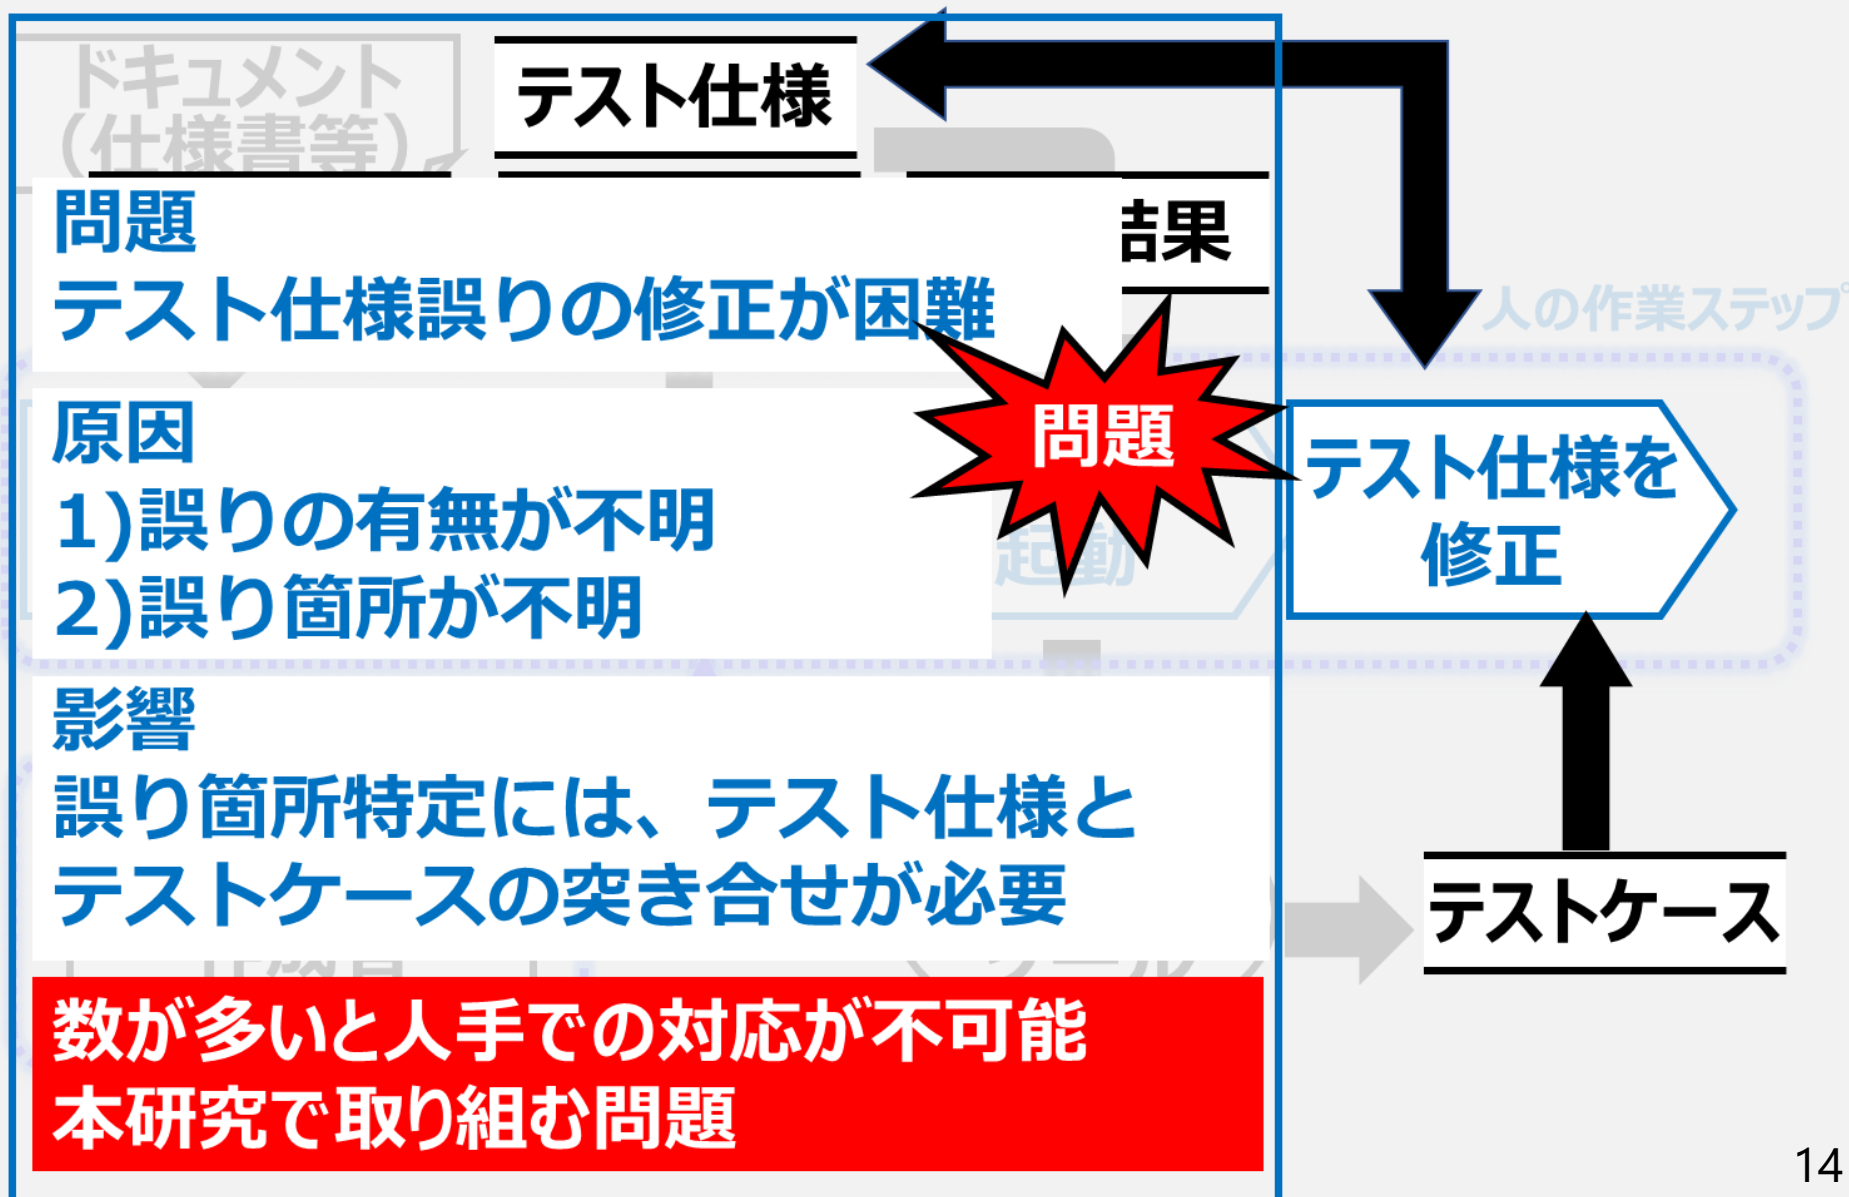 ドキュメント
（仕様書等）
テスト仕様
結果
問題
テスト仕様誤りの修正が困難
人の作業ステップ
原因
1)誤りの有無が不明
2)誤り箇所が不明
問題
起動
テスト仕様を
修正
影響
誤り箇所特定には、テスト仕様と
テストケースの突き合せが必要
テストケース
数が多いと人手での対応が不可能
本研究で取り組む問題
14